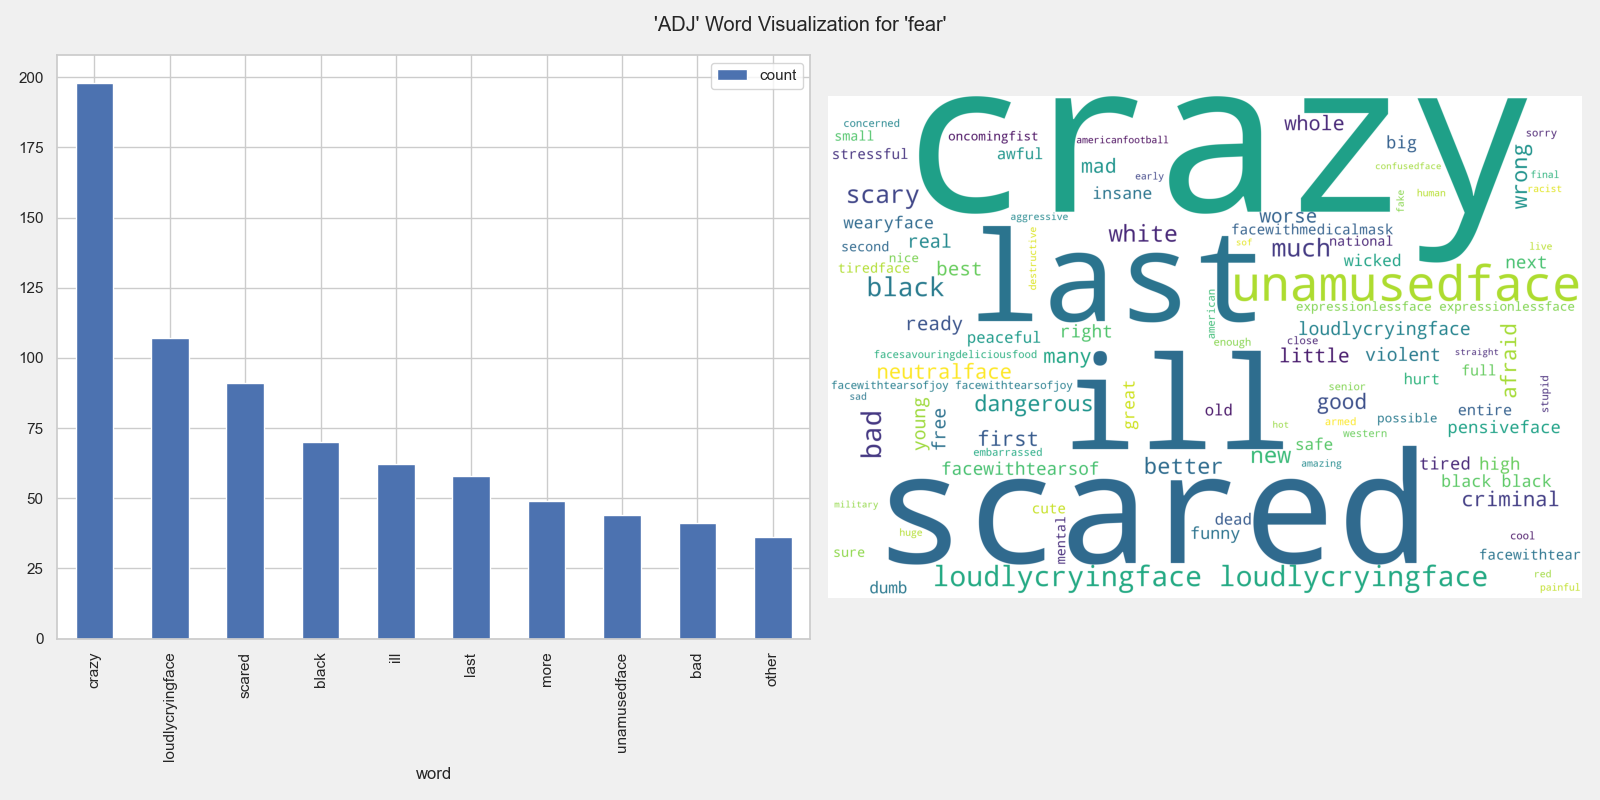 'ADJ' Word Visualization for 'fear'
count
200
175
150
125
100
75
50
25
0
crazy
loudlycryingface
scared
black
ill
last
more
unamusedface
bad
other
word
crazy
concerned
small
oncomingfist
americanfootball
whole
big
sorry
stressful
awful
mad
early
confusedface
wrong
final
racist
scary
insane
fake
human
wearyface
aggressive
worse
facewithmedicalmask
second
real
white
sof
much
national
live
nice
tiredface
best
destructive
last
wicked
next
black
unamusedface
american
expressionlessface expressionlessface
ready
peaceful
right
loudlycryingface
afraid
enough
close
facesavouringdeliciousfood
many
little
violent
straight
neutralface
hurt
full
facewithtearsofjoy facewithtearsofjoy
sad
ill
great
senior
stupid
dangerous
old
good
bad
young
free
hot
armed
possible
entire
western
pensiveface
first
embarrassed
new
safe
facewithtearsof
better
amazing
tired
high
black black
scared
criminal
military
cute
mental
dead
funny
huge
cool
sure
facewithtear
loudlycryingface loudlycryingface
dumb
red
painful